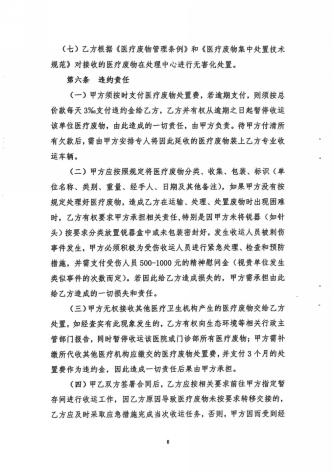 （七）乙方根据《医疗废物管理条例》和《医疗废物集中处置技术
规范》对接收的医疗废物在处理中心进行无害化处置。
第六条 违约责任
（一）甲方须按时支付医疗废物处置费，若逾期支付，则须按总
价款每天3‰支付违约金给乙方，乙方并有权从逾期之日起暂停收运
该单位医疗废物，由此造成的一切责任，由甲方负责。待甲方付清所
有欠款后，需由甲方安排专人将因此延收的医疗废物装上乙方专业收
运车辆。
（二）甲方应按照规定将医疗废物分类、收集、包装、标识（单
位名称、类别、重量、经手人、日期及其他备注），如果甲方没有按
规定处理好医疗废物，造成乙方在运输、处理、处置废物时出现困难
时，乙方有权要求甲方承担相关责任，特别是因甲方未将锐器（如针
头）按要求分类放置锐器盒中或未包装密封好，发生收运人员被刺伤
事件发生，甲方必须积极为受伤收运人员进行紧急处理、检查和预防
措施，并需支付受伤人员500-1000元的精神慰问金（视贵单位发生
类似事件的次数而定）。若因此给乙方造成损失的，甲方需承担由此
给乙方造成的一切损失和责任。
（三）甲方无权接收其他医疗卫生机构产生的医疗废物交给乙方
处置，如经查实有此现象发生的，乙方有权向生态环境等相关行政主
管部门报告，同时暂停收运该医院或门诊部所有医疗废物；甲方需补
缴所代收其他医疗机构应缴交的医疗废物处置费，并支付3个月的处
置费作为违约金，因此造成一切责任后果由甲方承担。
（四）甲乙双方签署合同后，乙方应按相关要求前往甲方指定暂
存间进行收运工作，因乙方原因导致医疗废物未按要求转移交接的，
乙方应及时采取应急措施完成当次收运任务，否则，甲方因而受到经